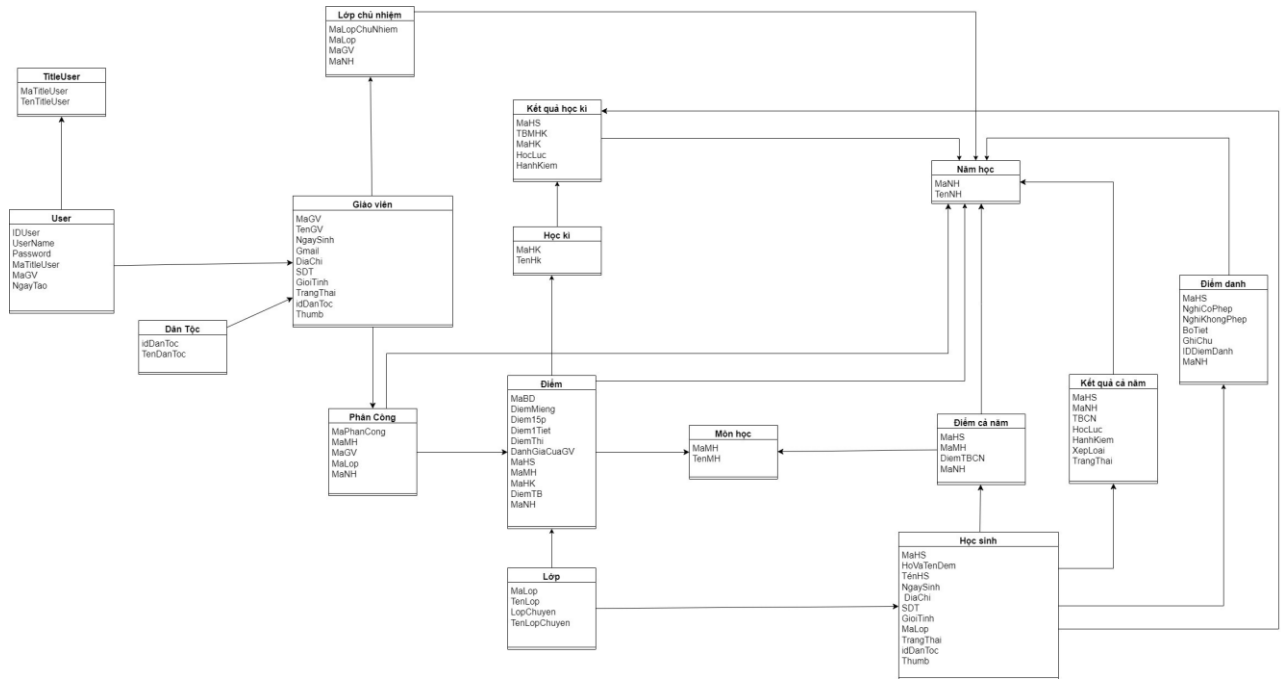 Lớp chủ nhiệm
MaLopChuNhiem
MaLop
MaGV
MaNH
TitleUser
MaTitleUser
TenTitleUser
Kết quả học kì
MaHS
TBMHK
MaHK
HocLuc
HanhKiem
Năm học
MaNH
TenNH
User
IDUser
UserName
Password
MaTitleUser
MaGV
NgayTao
Giáo viên
MaGV
TenGV
NgaySinh
Gmail
DiaChi
SDT
GioiTinh
TrangThai
idDanToc
Thumb
Học kì
MaHK
TenHk
Điểm danh
MaHS
NghiCoPhep
NghiKhongPhep
BoTiet
GhiChu
IDDiemDanh
MaNH
Dân Tộc
idDanToc
TenDanToc
Điểm
MaBD
DiemMieng
Diem15p
Diem1Tiet
DiemThi
DanhGiaCuaGV
MaHS
MaMH
MaHK
DiemTB
MaNH
Kết quả cả năm
MaHS
MaNH
TBCN
HocLuc
HanhKiem
XepLoai
TrangThai
Phân Công
MaPhanCong
MaMH
MaGV
MaLop
MaNH
Môn học
MaMH
TenMH
Điểm cả năm
MaHS
MaMH
DiemTBCN
MaNH
Lớp
MaLop
TenLop
LopChuyen
TenLopChuyen
Học sinh
MaHS
HoVaTenDem
TênHS
NgaySinh
DiaChi
SDT
GioiTinh
MaLop
TrangThai
idDanToc
Thumb